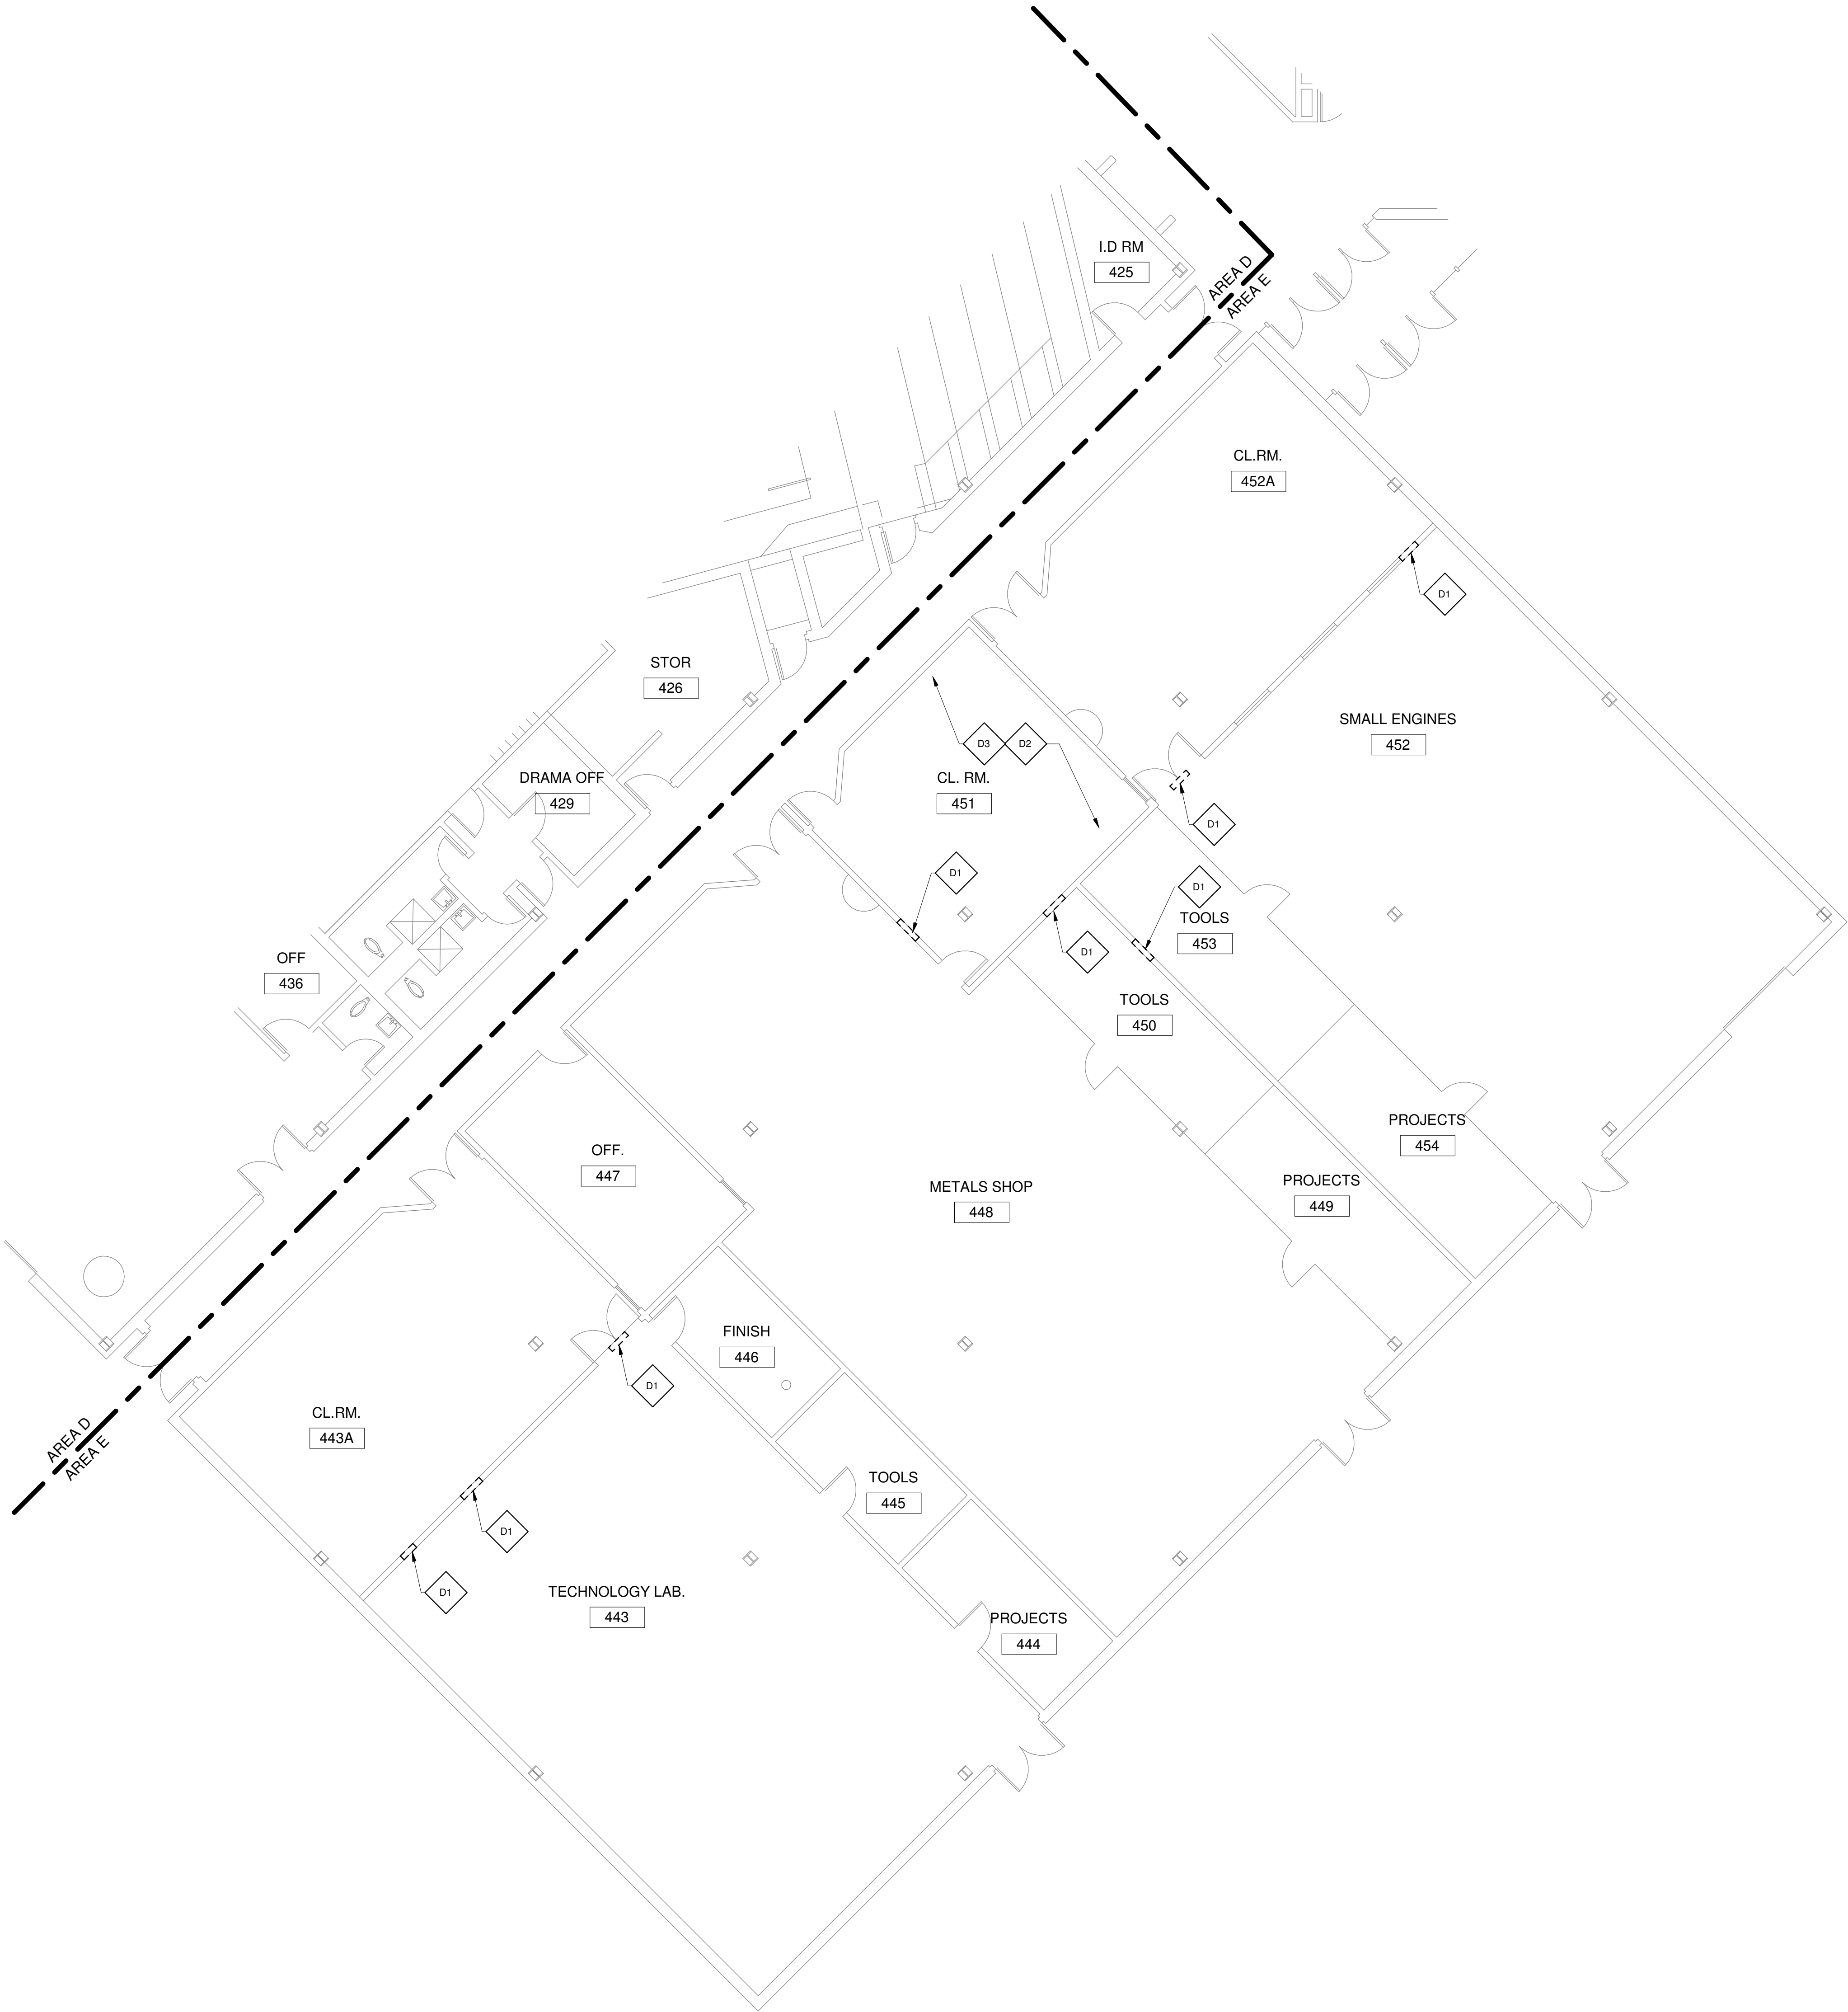 I.D RM
425
AREA D
AREA E
CL.RM.
452A
D1
STOR
426
SMALL ENGINES
452
D3
D2
DRAMA OFF
429
CL. RM.
451
D1
D1
D1
TOOLS
453
D1
OFF
436
TOOLS
450
PROJECTS
454
OFF.
447
PROJECTS
449
METALS SHOP
448
FINISH
446
D1
CL.RM.
443A
AREA D
AREA E
TOOLS
445
D1
D1
TECHNOLOGY LAB.
443
PROJECTS
444